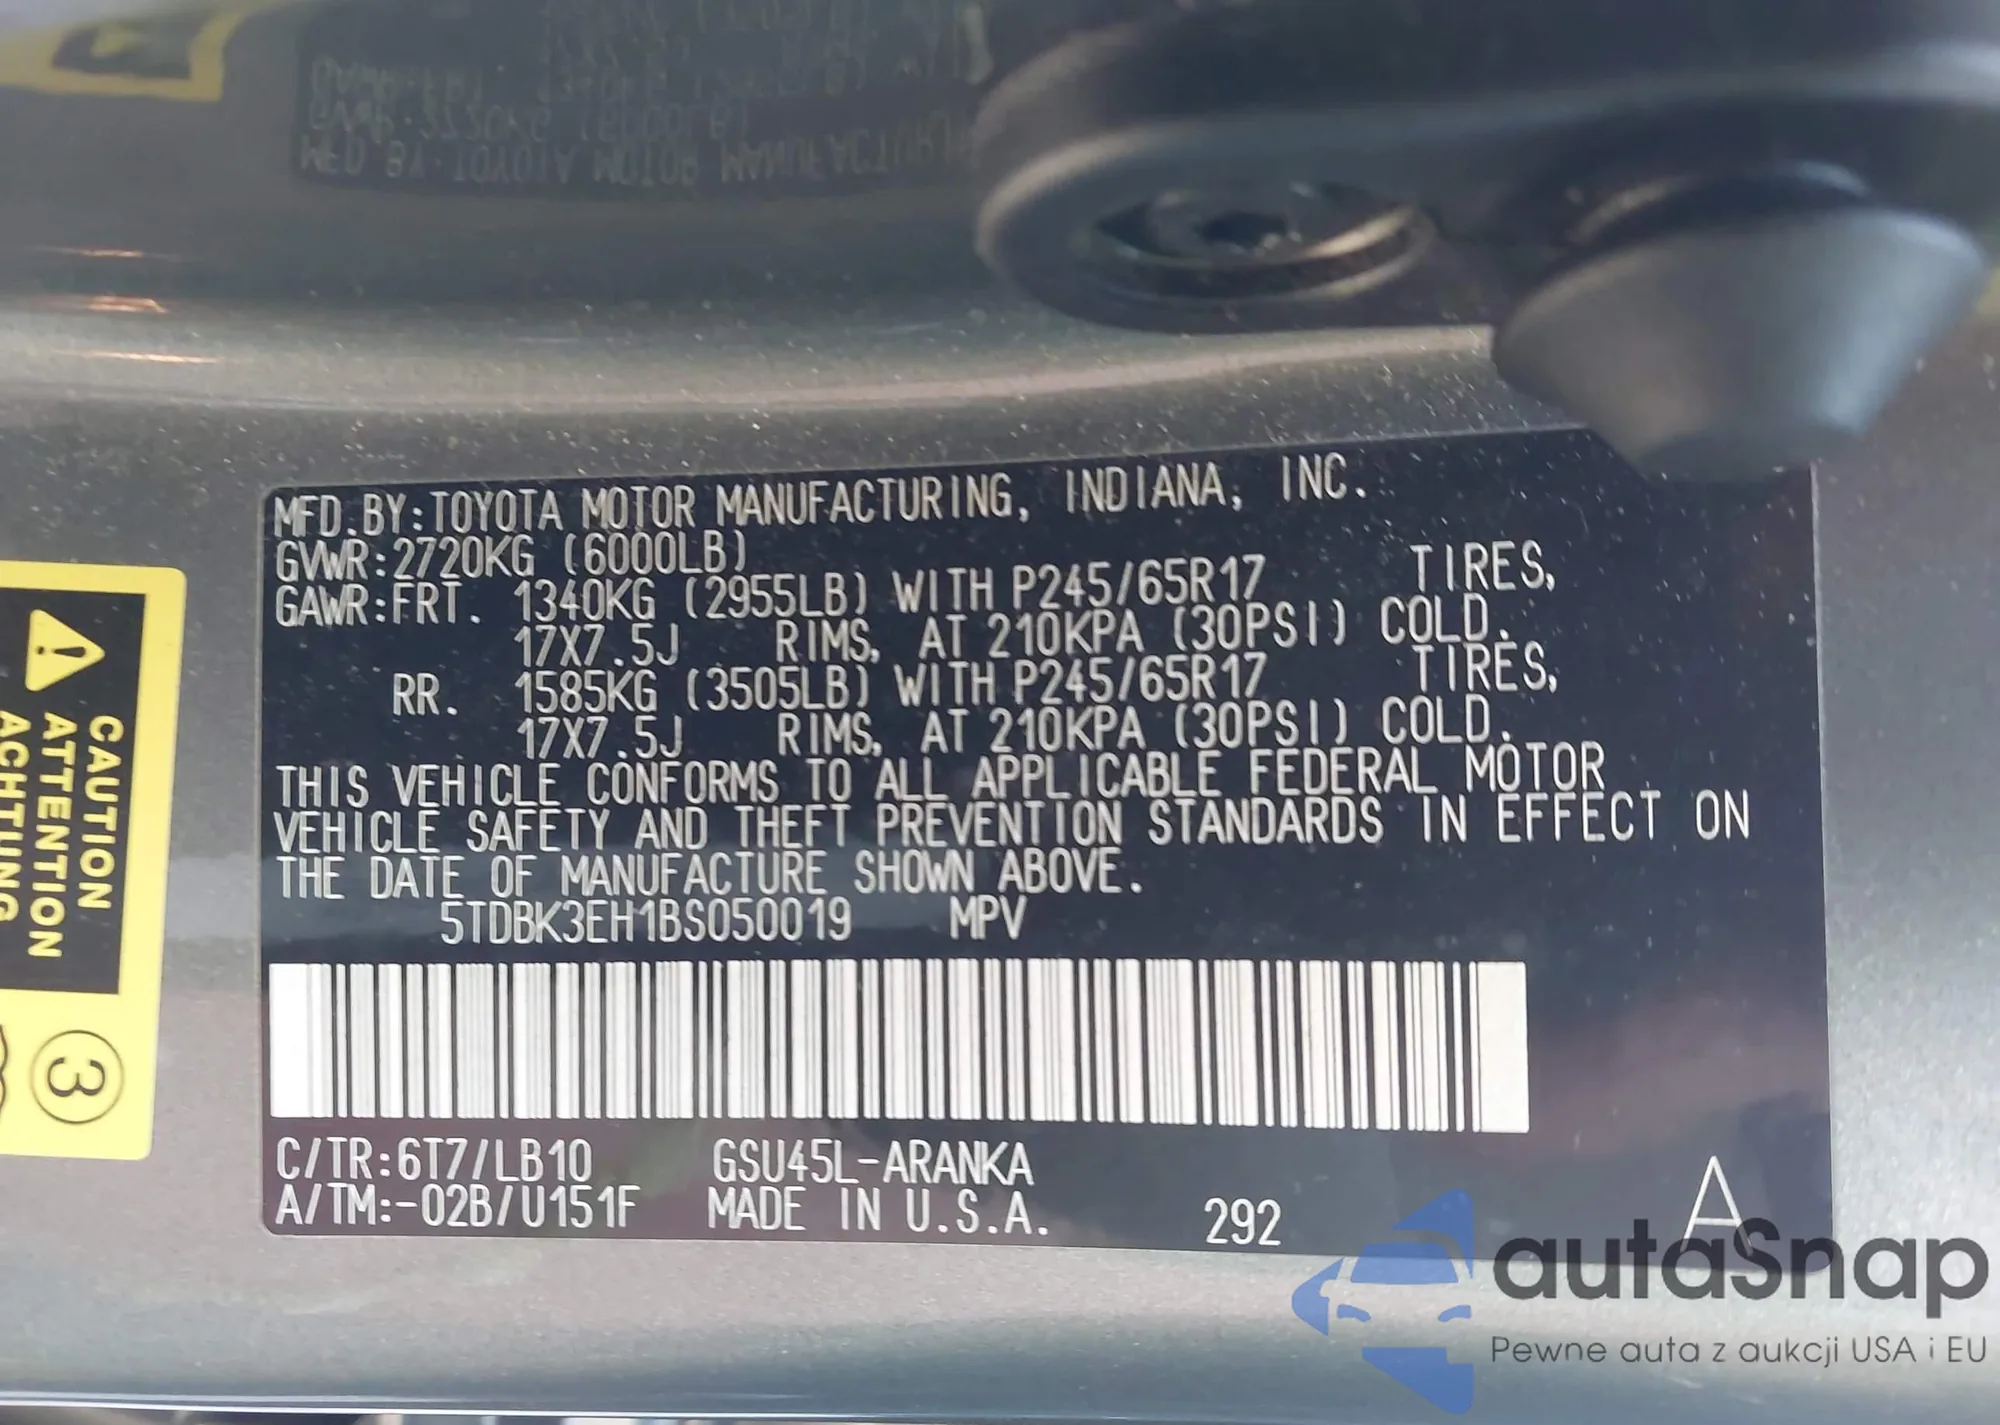 MFD.BY:TOYOTA MOTOR MANUFACTURING, INDIANA, INC.
GVWR:2720KG (6000LB)
GAWR:FRT. 1340KG (2955LB) WITH P245/65R17 TIRES,
17X7.5J RIMS, AT 210KPA (30PSI) COLD.
RR. 1585KG (3505LB) WITH P245/65R17 TIRES,
17X7.5J RIMS, AT 210KPA (30PSI) COLD.
THIS VEHICLE CONFORMS TO ALL APPLICABLE FEDERAL MOTOR
VEHICLE SAFETY AND THEFT PREVENTION STANDARDS IN EFFECT ON
THE DATE OF MANUFACTURE SHOWN ABOVE.
5TDBK3EH1BS050019 MPV
C/TR:6T7/LB10 GSU45L-ARANKA
A/TM:-02B/U151F MADE IN U.S.A. 292 A
CAUTION
ATTENTION
ACHTUNG
3
autaSnap
Pewne auta z aukcji USA i EU